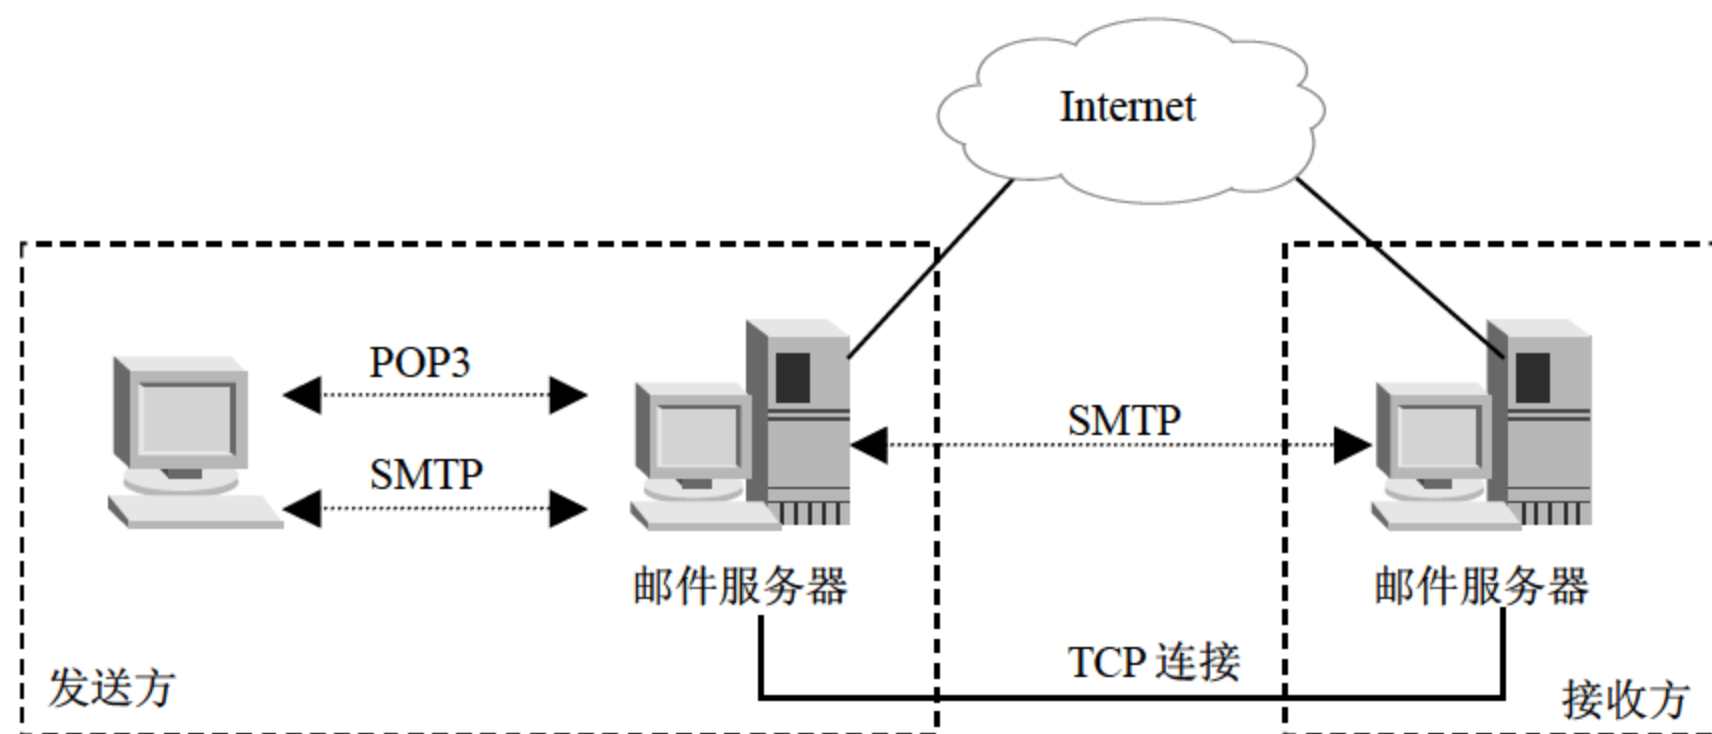 Internet
POP3
SMTP
SMTP
邮件服务器
邮件服务器
TCP 连接
发送方
接收方